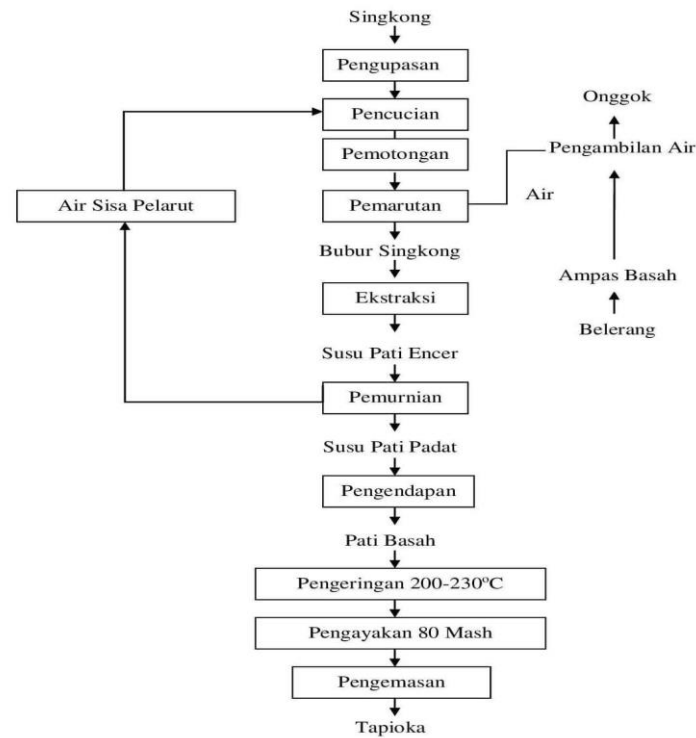 Singkong
Pengupasan
Pencucian
Pemotongan
Pemarutan
Bubur Singkong
Ekstraksi
Susu Pati Encer
Pemurnian
Susu Pati Padat
Pengendapan
Pati Basah
Pengeringan 200-230ºC
Pengayakan 80 Mash
Pengemasan
Tapioka
Air Sisa Pelarut
Onggok
Pengambilan Air
Air
Ampas Basah
Belerang